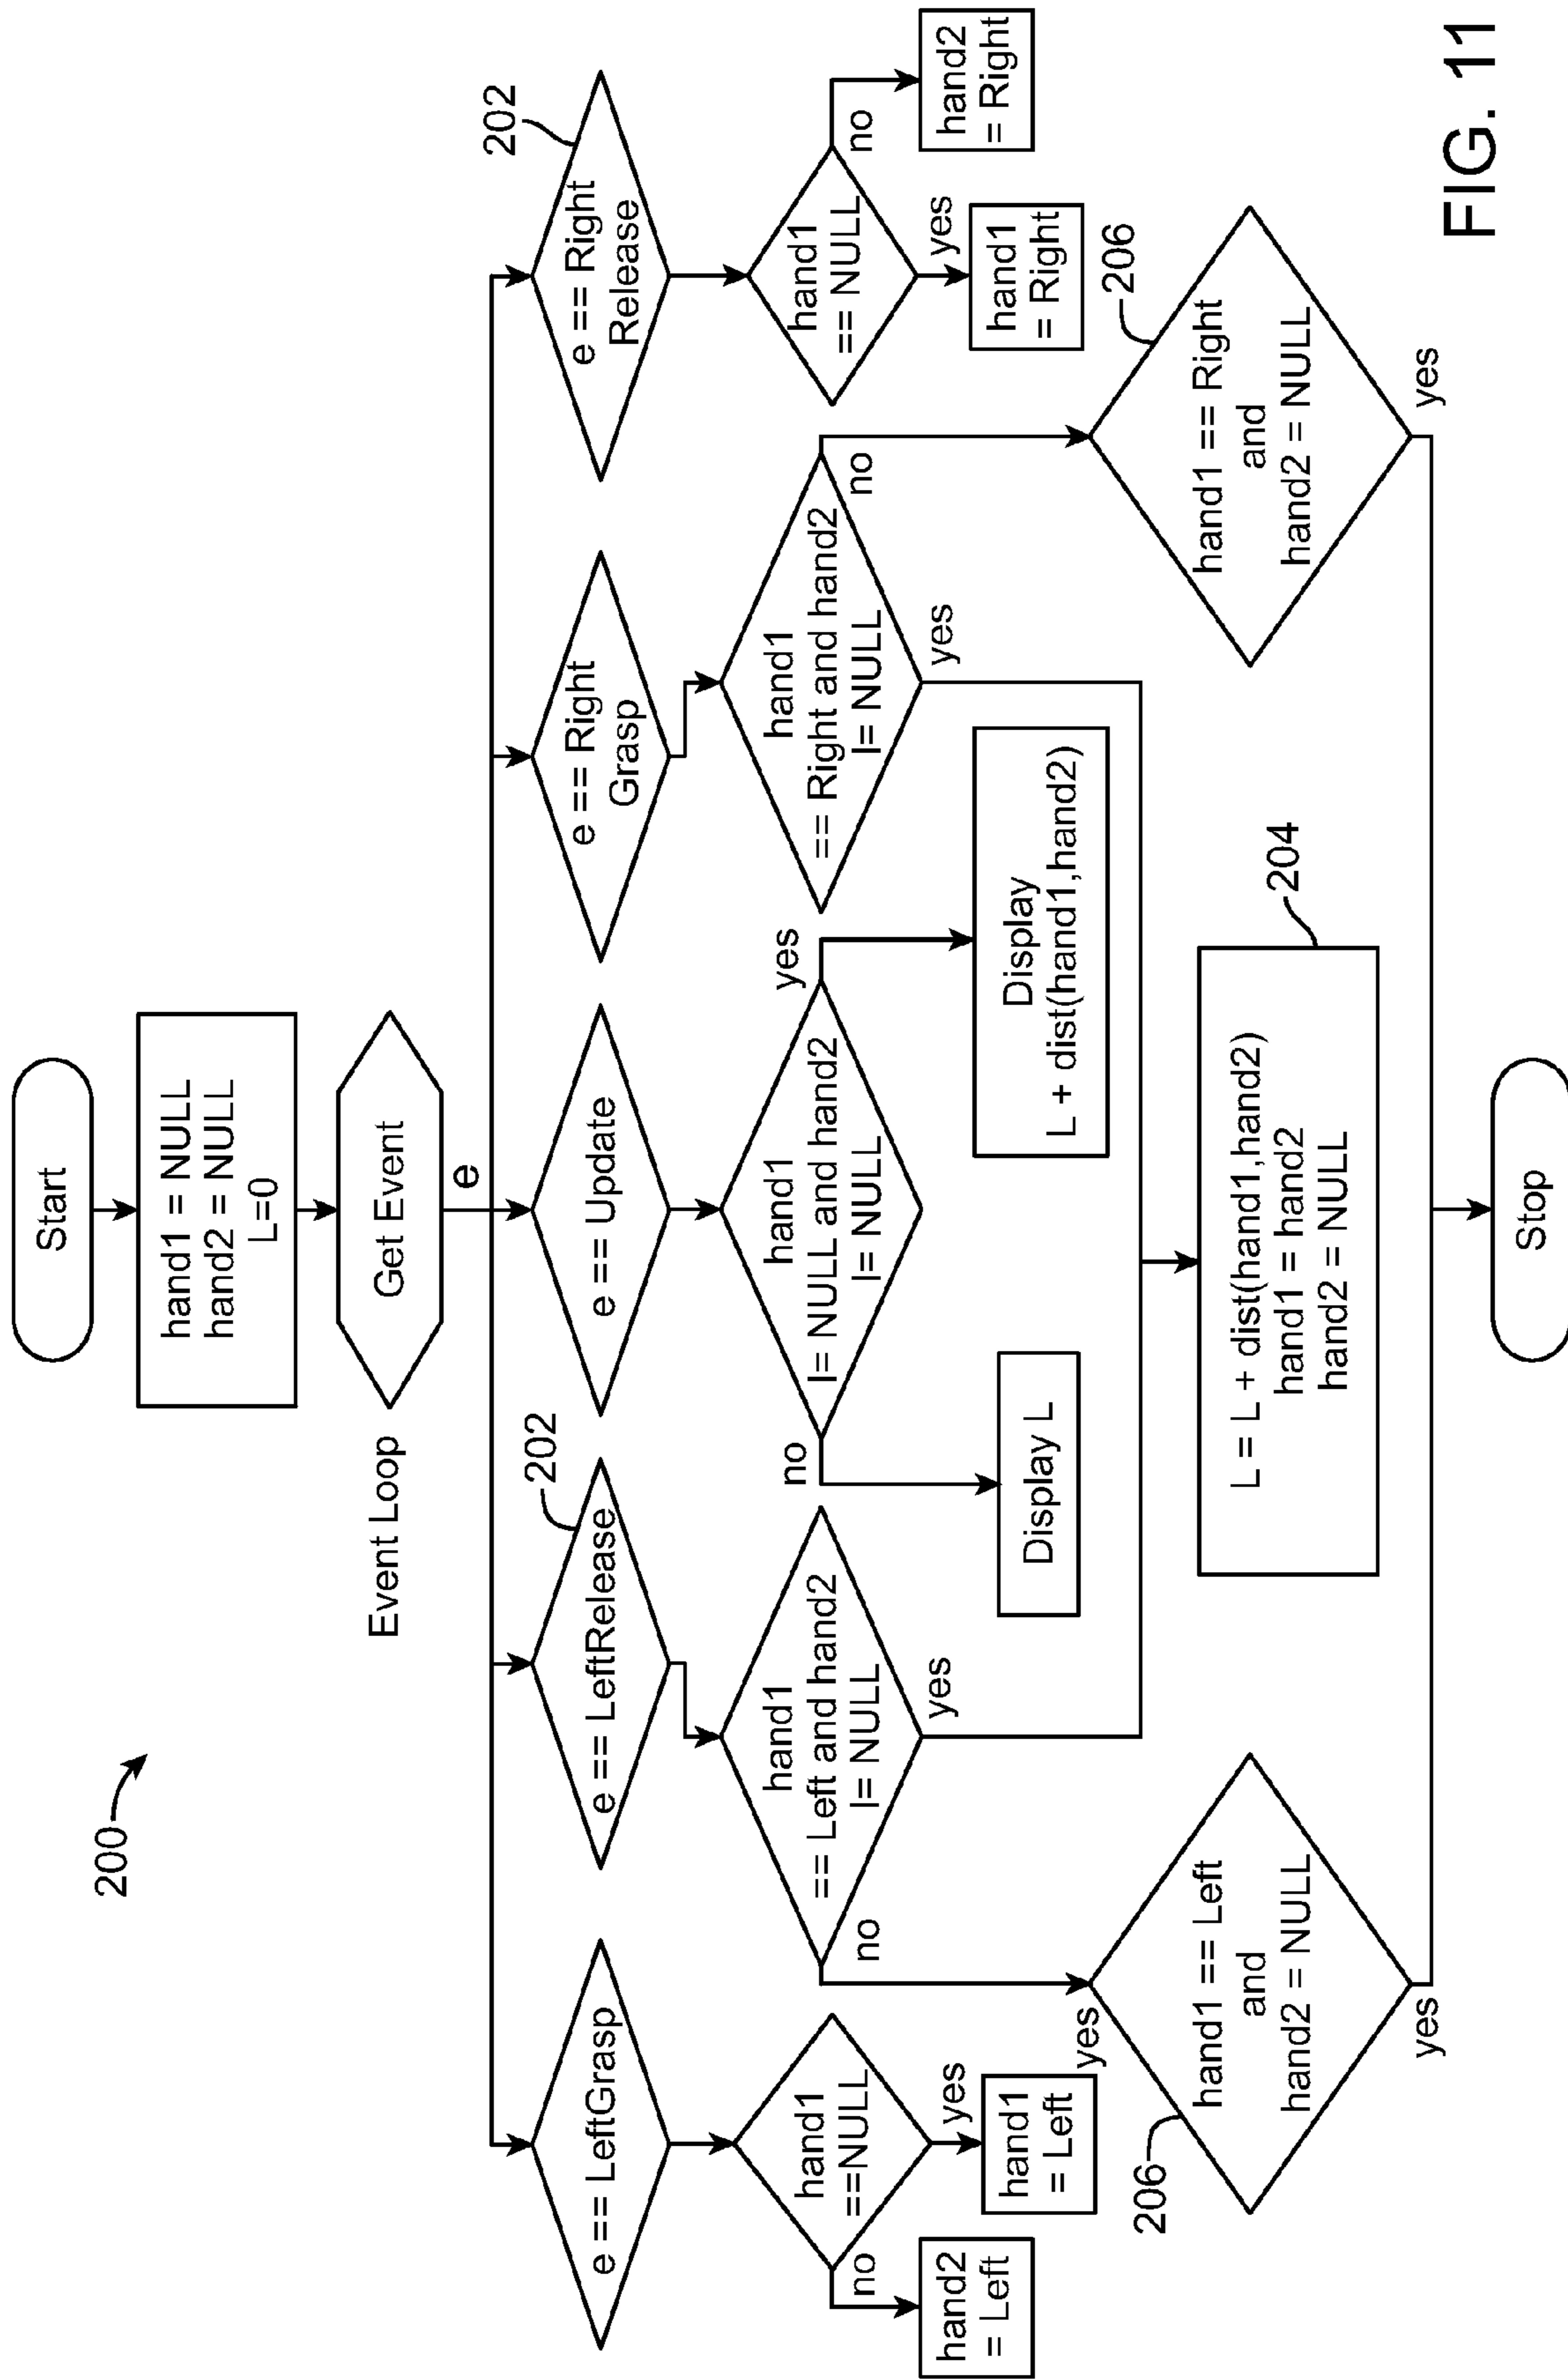 200
Start
hand1 = NULL
hand2 = NULL
L=0
Event Loop
Get Event
e
e == LeftGrasp
e == LeftRelease
202
e == Update
e == Right
Grasp
e == Right
Release
202
hand1
==NULL
no
yes
hand2
= Left
hand1
= Left
hand1
== Left and hand2
!= NULL
no
yes
hand1
!= NULL and hand2
!= NULL
no
yes
Display L
Display
L + dist(hand1,hand2)
hand1
== Right and hand2
!= NULL
yes
no
hand1
== NULL
yes
no
hand1
= Right
hand2
= Right
206
yes
hand1 == Left
and
hand2 = NULL
yes
L = L + dist(hand1,hand2)
hand1 = hand2
hand2 = NULL
204
206
hand1 == Right
and
hand2 = NULL
yes
Stop
FIG. 11